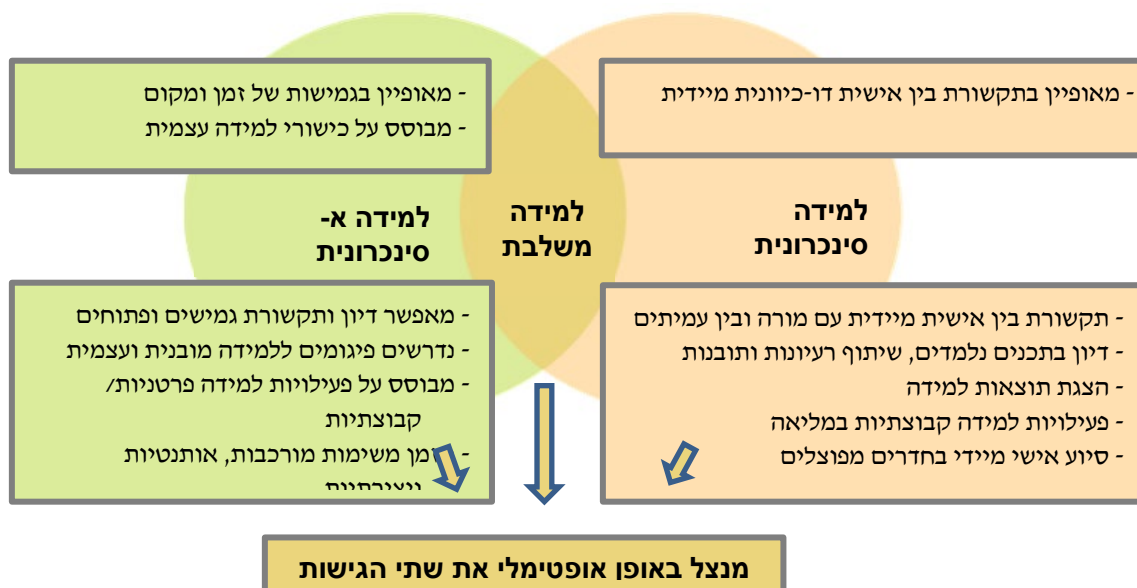 - מאופיין בתקשורת בין אישית דו-כיוונית מיידית
- מאופיין בגמישות של זמן ומקום
- מבוסס על כישורי למידה עצמית
למידה
סינכרונית
למידה
משלבת
למידה א-
סינכרונית
- תקשורת בין אישית מיידית עם מורה ובין עמיתים
- דיון בתכנים נלמדים, שיתוף רעיונות ותובנות
- הצגת תוצאות למידה
- פעילויות למידה קבוצתיות במליאה
- סיוע אישי מיידי בחדרים מפוצלים
- מאפשר דיון ותקשורת גמישים ופתוחים
- נדרשים פיגומים ללמידה מובנית ועצמית
- מבוסס על פעילויות למידה פרטניות/
קבוצתיות
- משימות מורכבות, אותנטיות
מנצל באופן אופטימלי את שתי הגישות